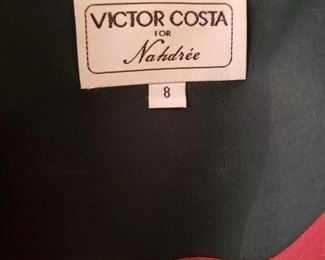 VICTOR COSTA
FOR
Nahdrée
8